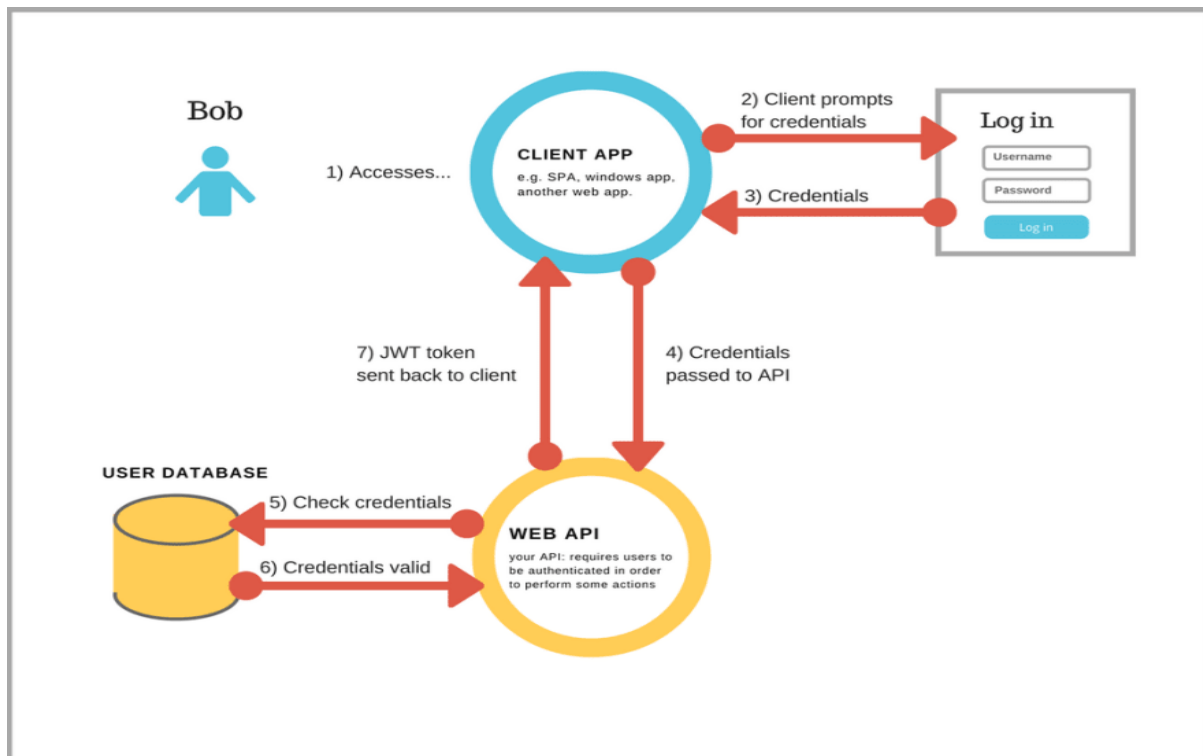 Bob
1) Accesses...
CLIENT APP
e.g. SPA, windows app,
another web app.
2) Client prompts
for credentials
Log in
Username
Password
Log in
3) Credentials
4) Credentials
passed to API
USER DATABASE
5) Check credentials
WEB API
your API: requires users to
be authenticated in order
to perform some actions
6) Credentials valid
7) JWT token
sent back to client